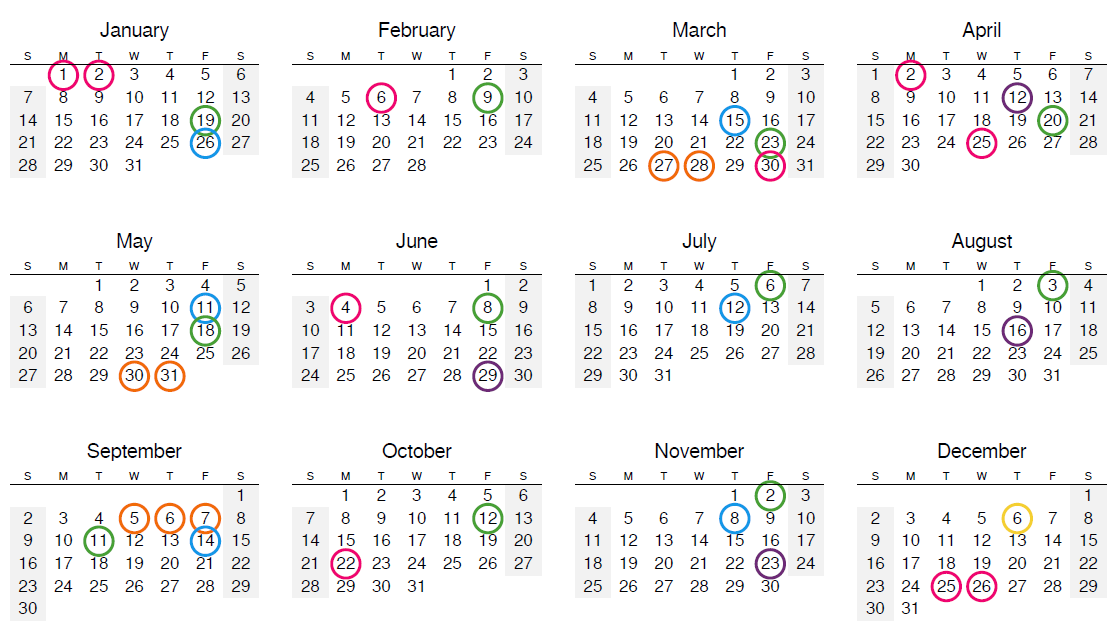 January
S M T W T F S
1 2 3 4 5 6
7 8 9 10 11 12 13
14 15 16 17 18 19 20
21 22 23 24 25 26 27
28 29 30 31
February
S M T W T F S
1 2 3
4 5 6 7 8 9 10
11 12 13 14 15 16 17
18 19 20 21 22 23 24
25 26 27 28
March
S M T W T F S
1 2 3
4 5 6 7 8 9 10
11 12 13 14 15 16 17
18 19 20 21 22 23 24
25 26 27 28 29 30 31
April
S M T W T F S
1 2 3 4 5 6 7
8 9 10 11 12 13 14
15 16 17 18 19 20 21
22 23 24 25 26 27 28
29 30
May
S M T W T F S
1 2 3 4 5
6 7 8 9 10 11 12
13 14 15 16 17 18 19
20 21 22 23 24 25 26
27 28 29 30 31
June
S M T W T F S
1 2
3 4 5 6 7 8 9
10 11 12 13 14 15 16
17 18 19 20 21 22 23
24 25 26 27 28 29 30
July
S M T W T F S
1 2 3 4 5 6 7
8 9 10 11 12 13 14
15 16 17 18 19 20 21
22 23 24 25 26 27 28
29 30 31
August
S M T W T F S
1 2 3 4
5 6 7 8 9 10 11
12 13 14 15 16 17 18
19 20 21 22 23 24 25
26 27 28 29 30 31
September
S M T W T F S
1
2 3 4 5 6 7 8
9 10 11 12 13 14 15
16 17 18 19 20 21 22
23 24 25 26 27 28 29
30
October
S M T W T F S
1 2 3 4 5 6
7 8 9 10 11 12 13
14 15 16 17 18 19 20
21 22 23 24 25 26 27
28 29 30 31
November
S M T W T F S
1 2 3
4 5 6 7 8 9 10
11 12 13 14 15 16 17
18 19 20 21 22 23 24
25 26 27 28 29 30
December
S M T W T F S
1
2 3 4 5 6 7 8
9 10 11 12 13 14 15
16 17 18 19 20 21 22
23 24 25 26 27 28 29
30 31